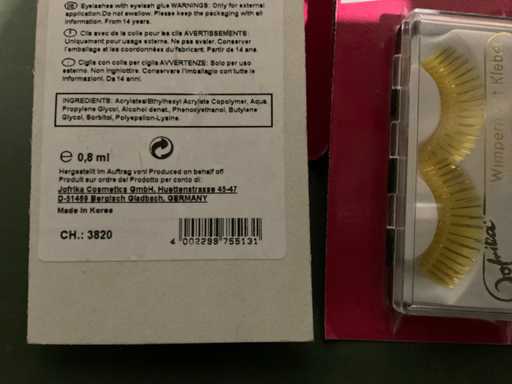 Eyelashes with eyelash glue WARNINGS: Only for external
application.Do not swallow. Please keep the packaging with all
information. From 14 years.
Cils avec de la colle pour les cils AVERTISSEMENTS:
Uniquement pour usage externe. Ne pas avaler. Conserver
l'emballage et les coordonnées du fabricant. Partir de 14 ans.
Ciglia con colla per ciglia AVVERTENZE: Solo per uso
esterno. Non inghiottire. Conservare l'imballagio con tutte le
informazioni. Da 14 anni.
INGREDIENTS: Acrylates/Ethylhexyl Acrylate Copolymer, Aqua
Propylene Glycol, Alcohol denat., Phenoxyethanol, Butylene
Glycol, Sorbitol, Polyepsilon-Lysine.
℮ 0,8 ml
Hergestellt im Auftrag von/ Produced on behalf off
Produit sur ordre de/ Prodotto per conto di:
Jofrika Cosmetics GmbH, Huettenstrasse 45-47
D-51469 Bergisch Gladbach, GERMANY
Made in Korea
CH.: 3820
4 002298 755131
Wimpern mit Kleber
Jofrika